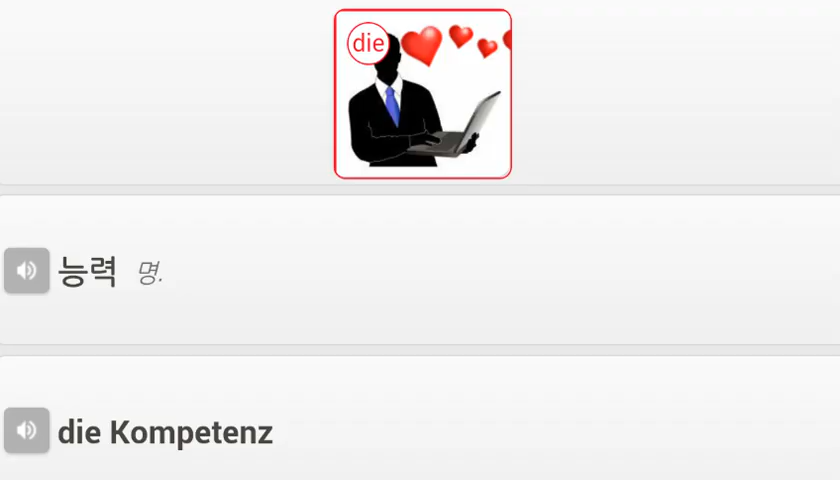 die
능력 명.
die Kompetenz